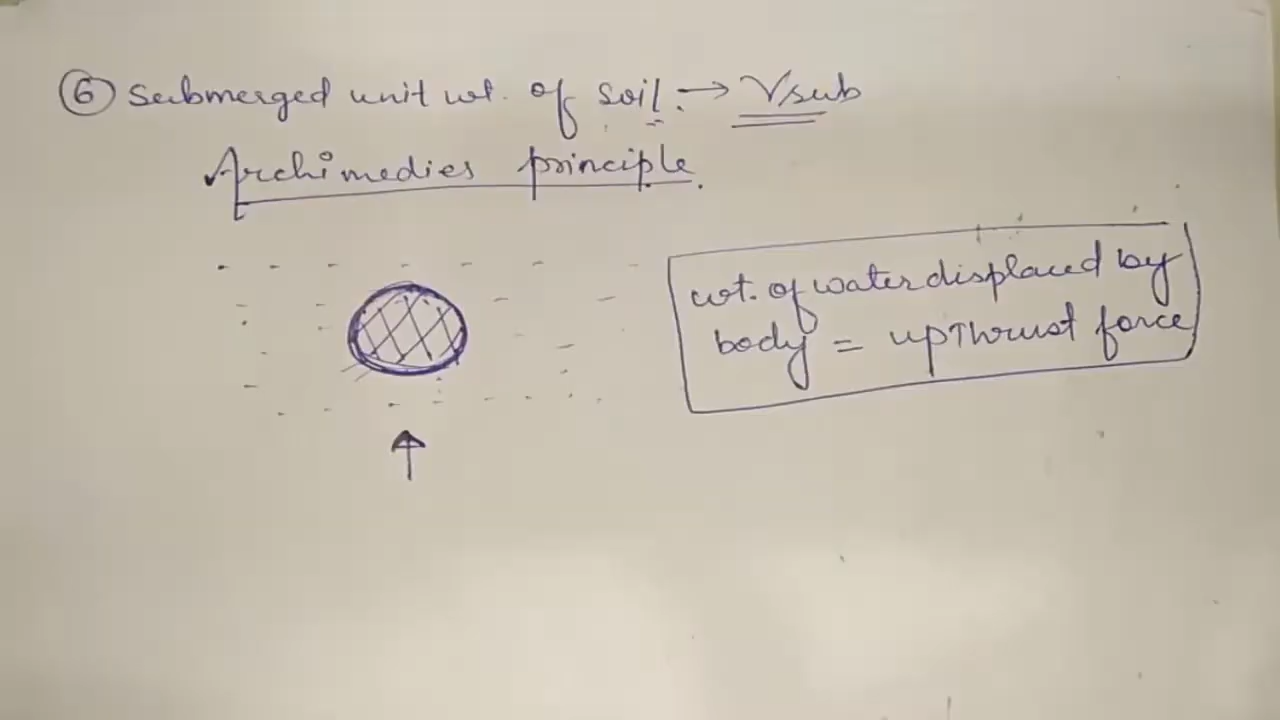 ⑥ Submerged unit wt. of soil. → γsub
Archimedies principle.
wt. of water displaced by
body = upThrust force